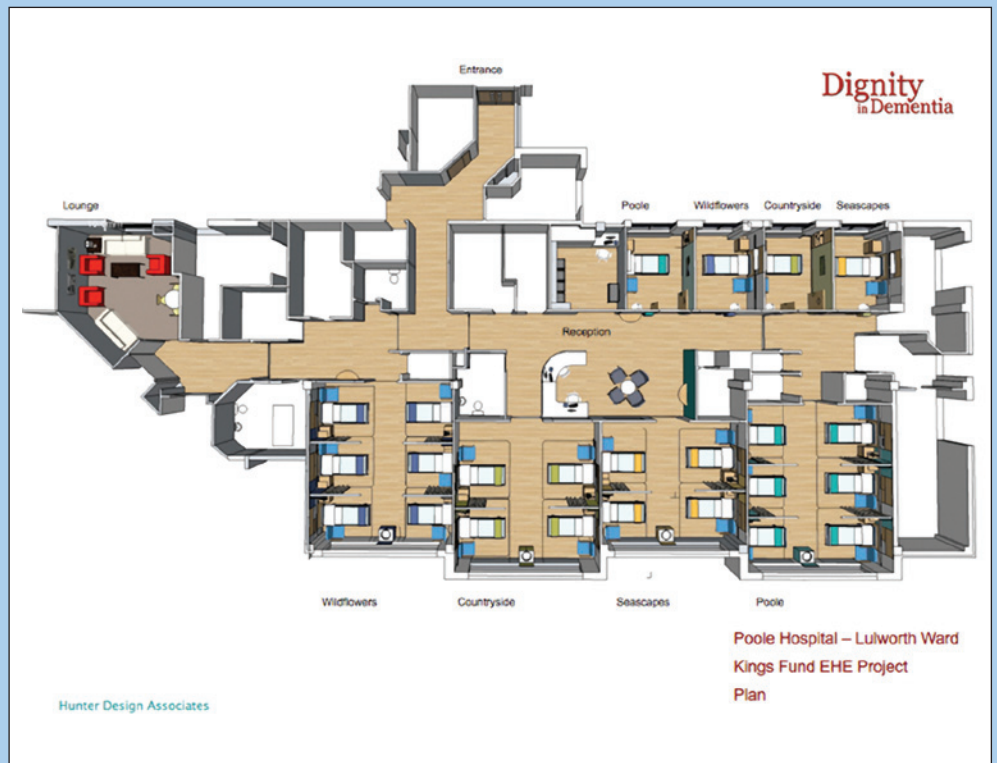 Entrance
Dignity
in Dementia
Lounge
Poole Wildflowers Countryside Seascapes
Reception
Wildflowers Countryside Seascapes Poole
Poole Hospital – Lulworth Ward
Kings Fund EHE Project
Plan
Hunter Design Associates